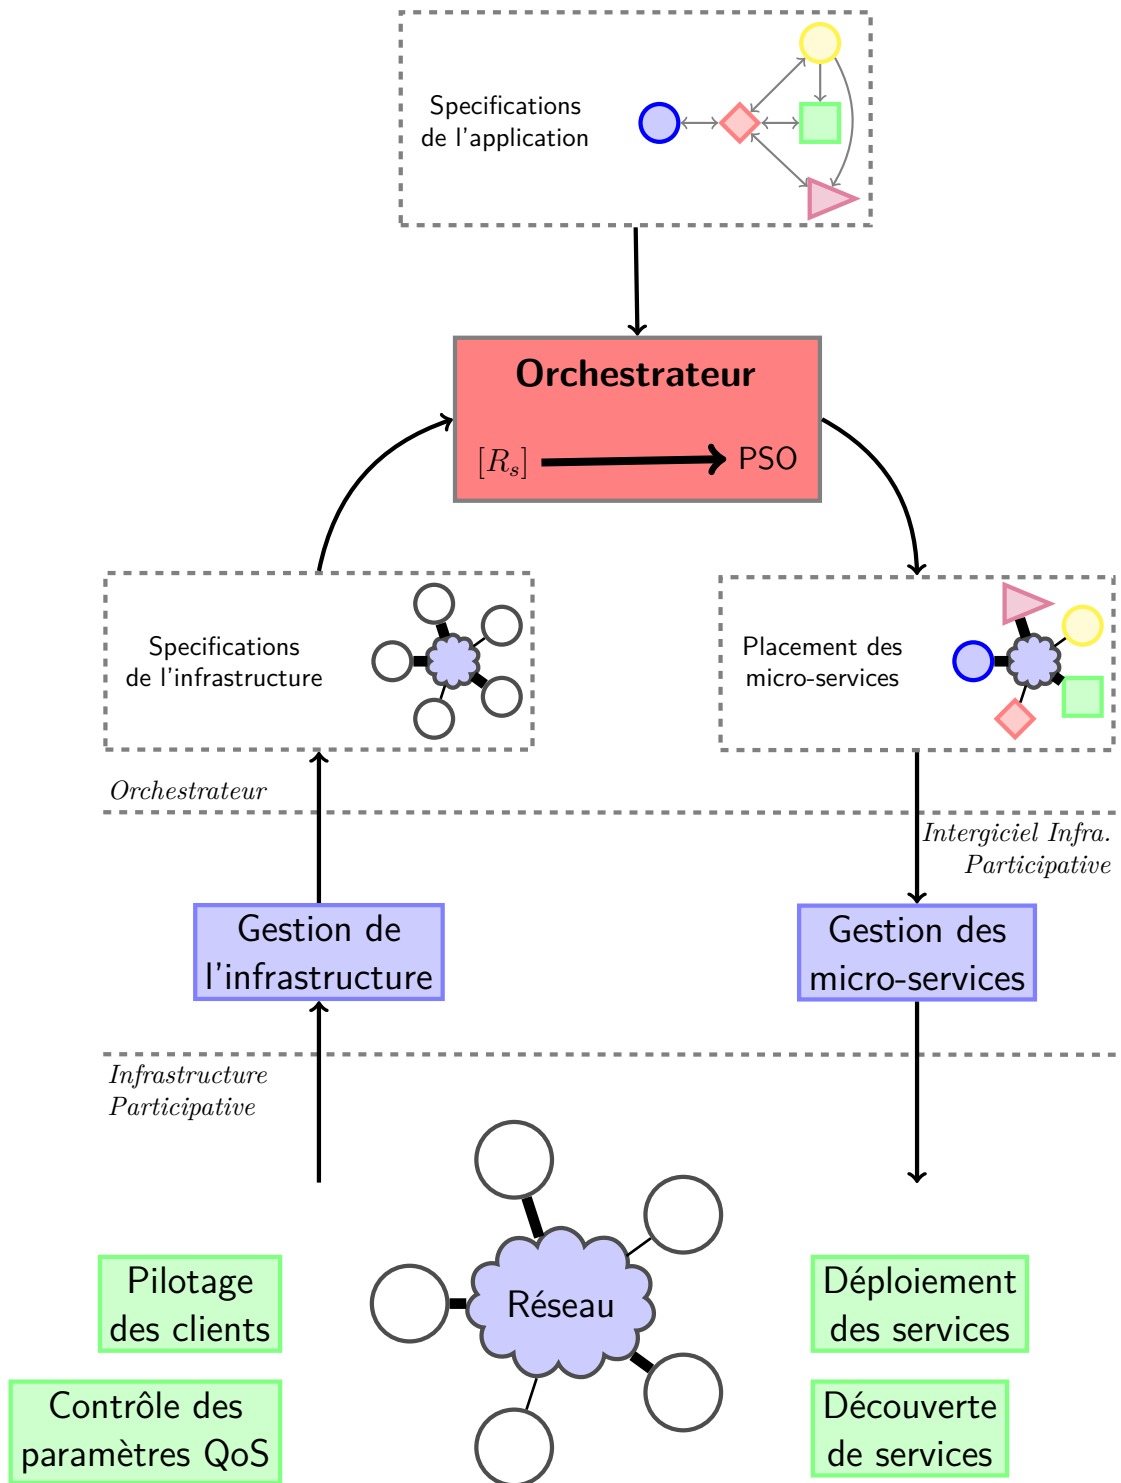 Specifications
de l'application
Orchestrateur
[Rs]
PSO
Specifications
de l'infrastructure
Placement des
micro-services
Orchestrateur
Intergiciel Infra.
Participative
Gestion de
l'infrastructure
Gestion des
micro-services
Infrastructure
Participative
Réseau
Pilotage
des clients
Déploiement
des services
Contrôle des
paramètres QoS
Découverte
de services